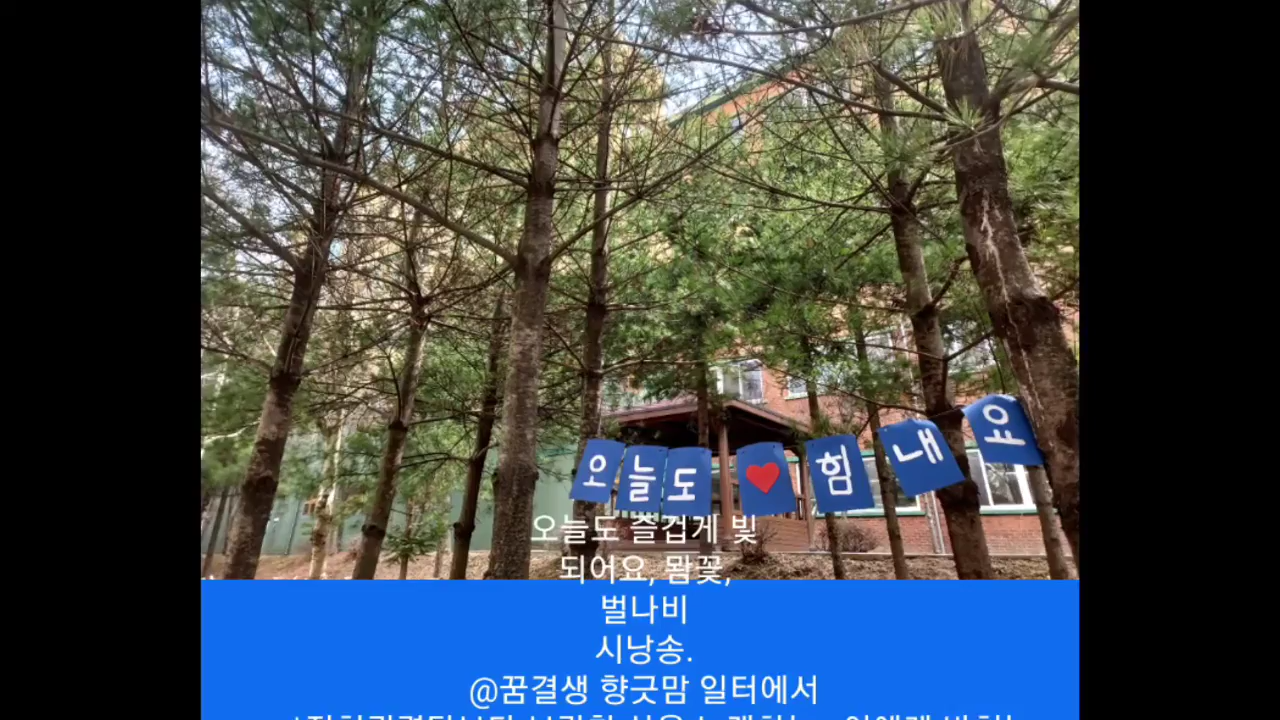 오늘도 ♥ 힘내요
오늘도 즐겁게 빛
되어요, 뫔꽃,
벌나비
시낭송.
@꿈결생 향긋맘 일터에서